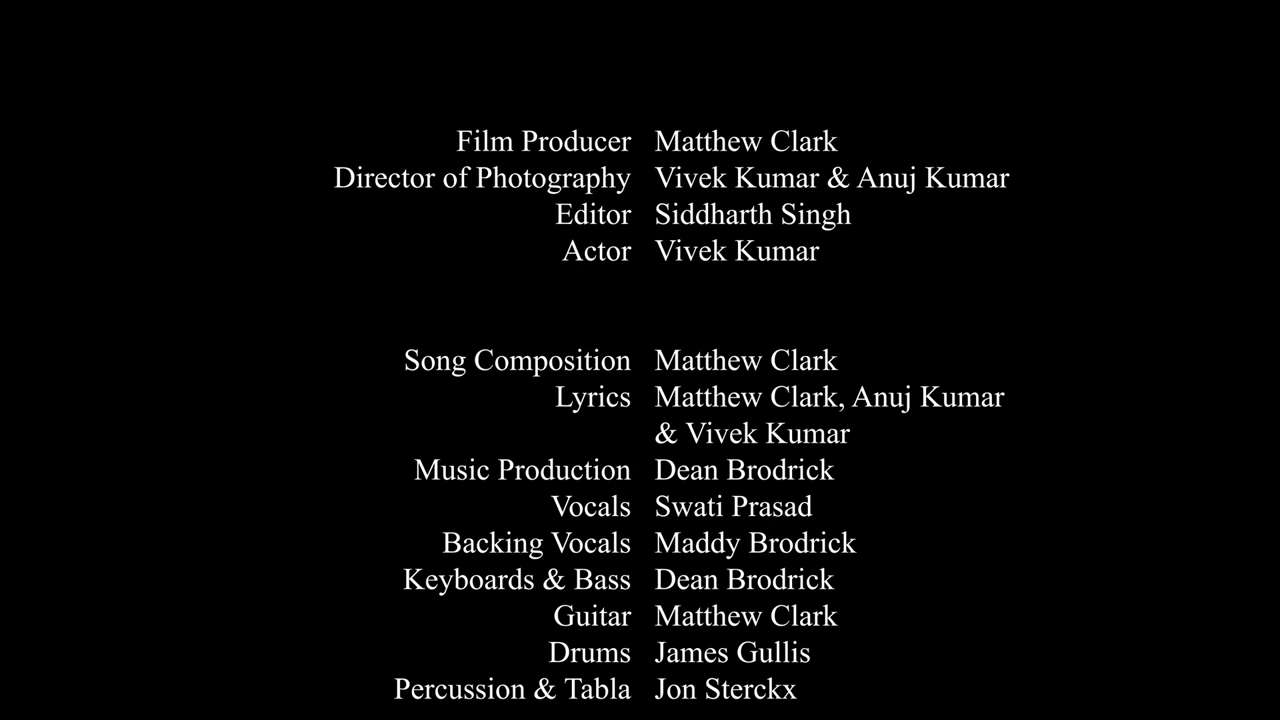 Film Producer Matthew Clark
Director of Photography Vivek Kumar & Anuj Kumar
Editor Siddharth Singh
Actor Vivek Kumar
Song Composition Matthew Clark
Lyrics Matthew Clark, Anuj Kumar
& Vivek Kumar
Music Production Dean Brodrick
Vocals Swati Prasad
Backing Vocals Maddy Brodrick
Keyboards & Bass Dean Brodrick
Guitar Matthew Clark
Drums James Gullis
Percussion & Tabla Jon Sterckx